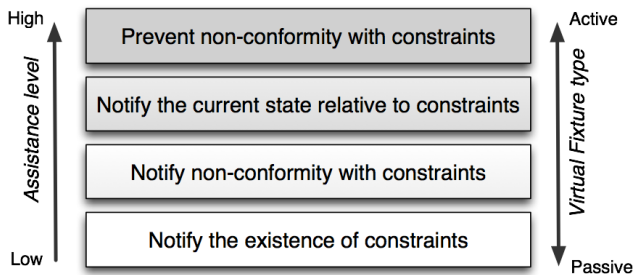 High
Active
Prevent non-conformity with constraints
Assistance level
Notify the current state relative to constraints
Virtual Fixture type
Notify non-conformity with constraints
Notify the existence of constraints
Low
Passive